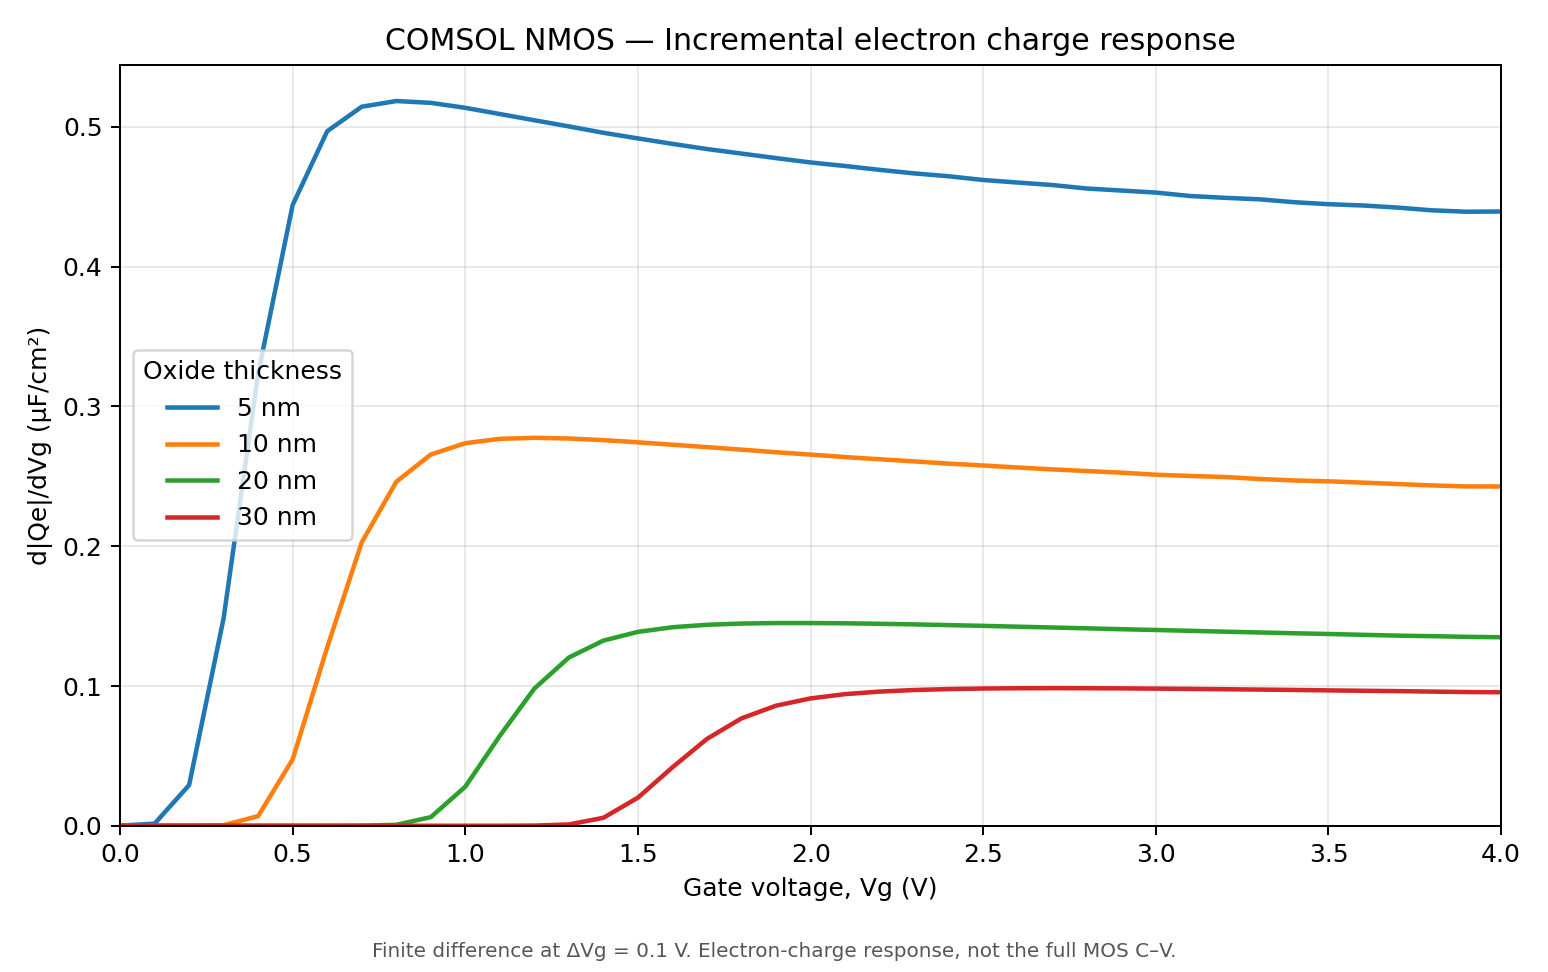 COMSOL NMOS — Incremental electron charge response
d|Qe|/dVg (μF/cm²)
0.5
0.4
0.3
0.2
0.1
0.0
Oxide thickness
5 nm
10 nm
20 nm
30 nm
0.0 0.5 1.0 1.5 2.0 2.5 3.0 3.5 4.0
Gate voltage, Vg (V)
Finite difference at ΔVg = 0.1 V. Electron-charge response, not the full MOS C–V.